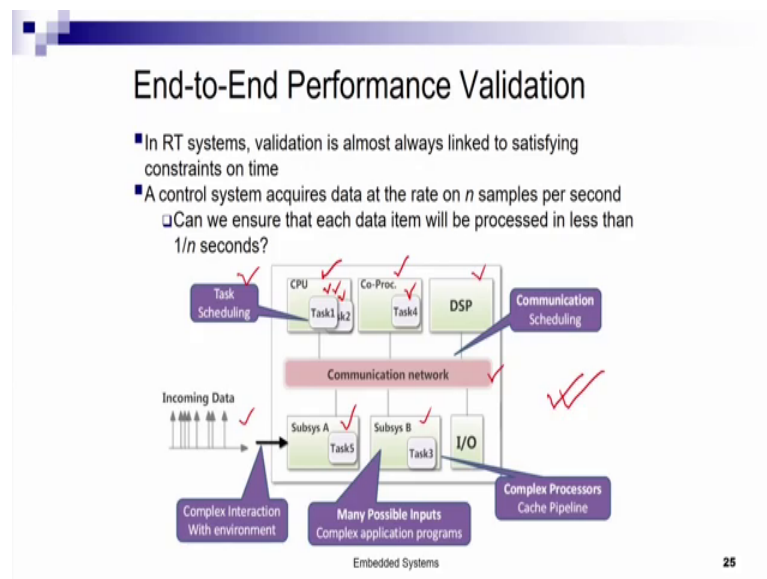 End-to-End Performance Validation
In RT systems, validation is almost always linked to satisfying
constraints on time
A control system acquires data at the rate on n samples per second
Can we ensure that each data item will be processed in less than
1/n seconds?
Task
Scheduling
CPU
Task1
sk2
Co-Proc.
Task4
DSP
Communication
Scheduling
Communication network
Incoming Data
Subsys A
Task5
Subsys B
Task3
I/O
Complex Interaction
With environment
Many Possible Inputs
Complex application programs
Complex Processors
Cache Pipeline
Embedded Systems
25